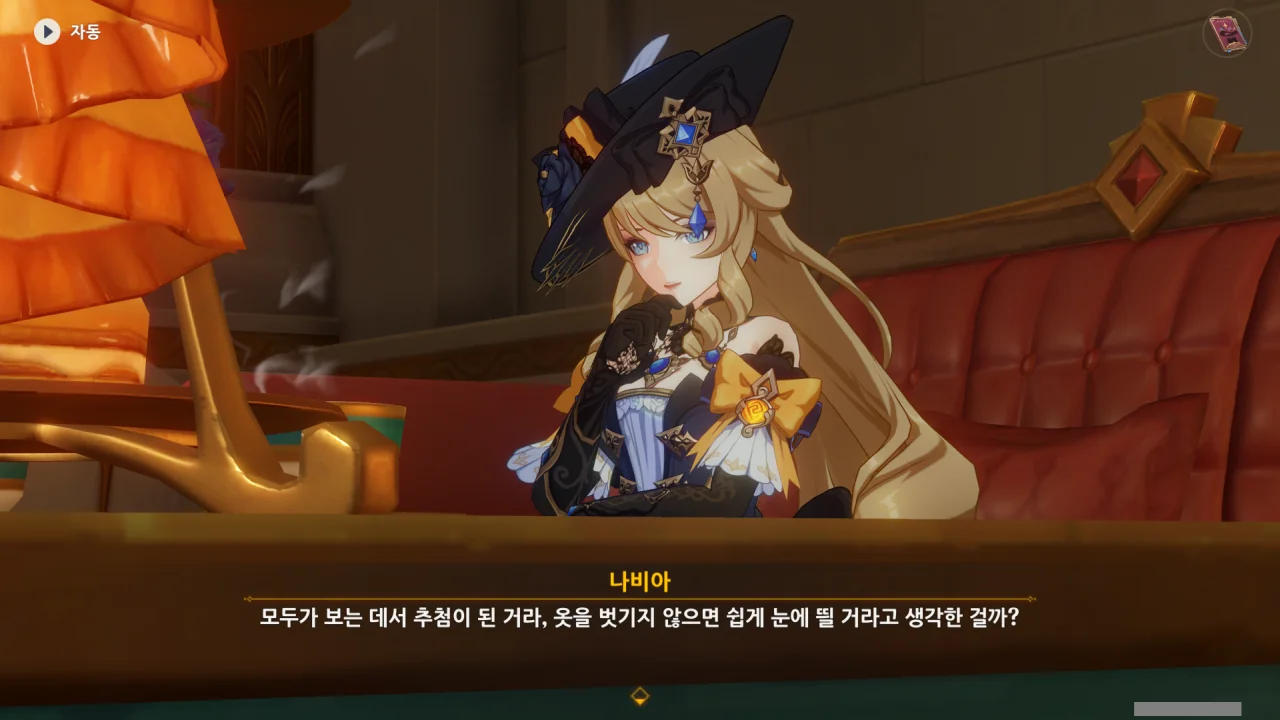 자동
나비아
모두가 보는 데서 추첨이 된 거라, 옷을 벗기지 않으면 쉽게 눈에 띌 거라고 생각한 걸까?